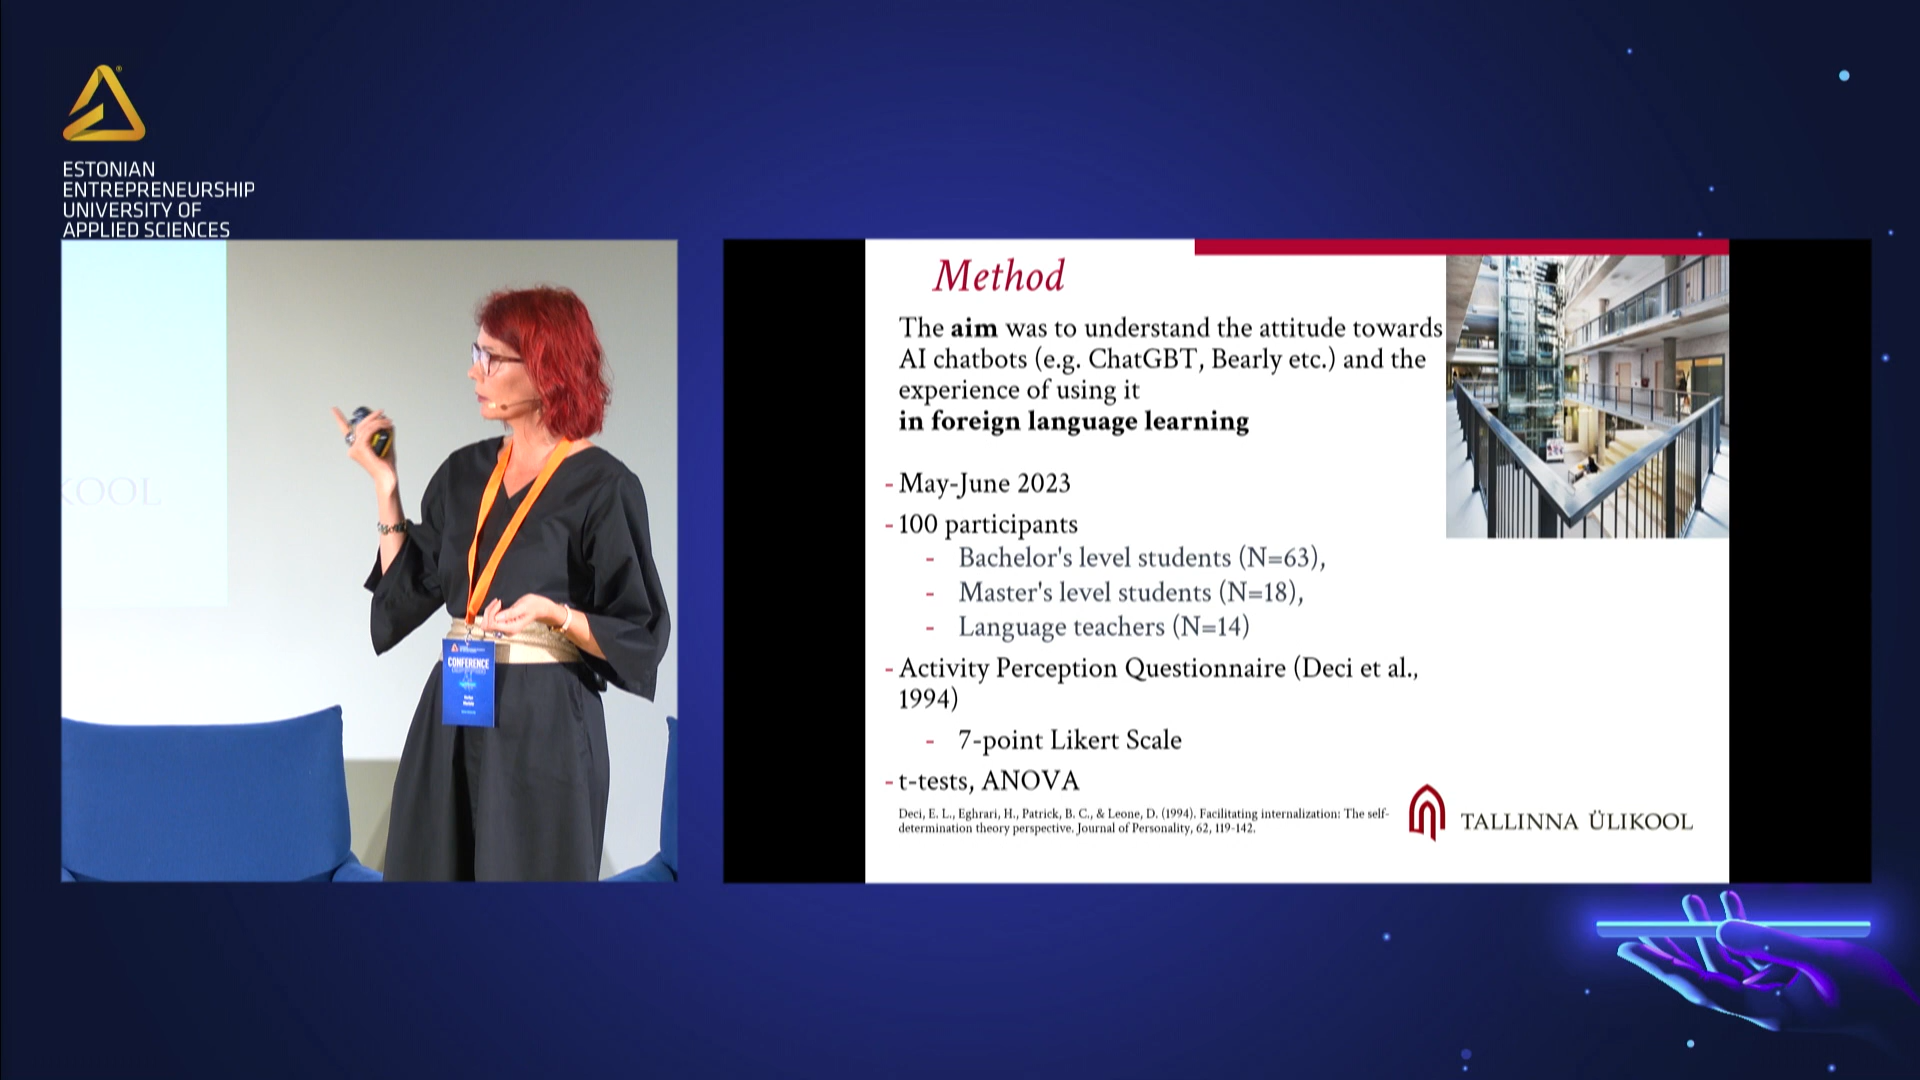 ESTONIAN
ENTREPRENEURSHIP
UNIVERSITY OF
APPLIED SCIENCES
KOOL
CONFERENCE
Method
The aim was to understand the attitude towards
AI chatbots (e.g. ChatGBT, Bearly etc.) and the
experience of using it
in foreign language learning
- May-June 2023
- 100 participants
- Bachelor's level students (N=63),
- Master's level students (N=18),
- Language teachers (N=14)
- Activity Perception Questionnaire (Deci et al.,
1994)
- 7-point Likert Scale
- t-tests, ANOVA
Deci, E. L., Eghrari, H., Patrick, B. C., & Leone, D. (1994). Facilitating internalization: The self-
determination theory perspective. Journal of Personality, 62, 119-142.
TALLINNA ÜLIKOOL